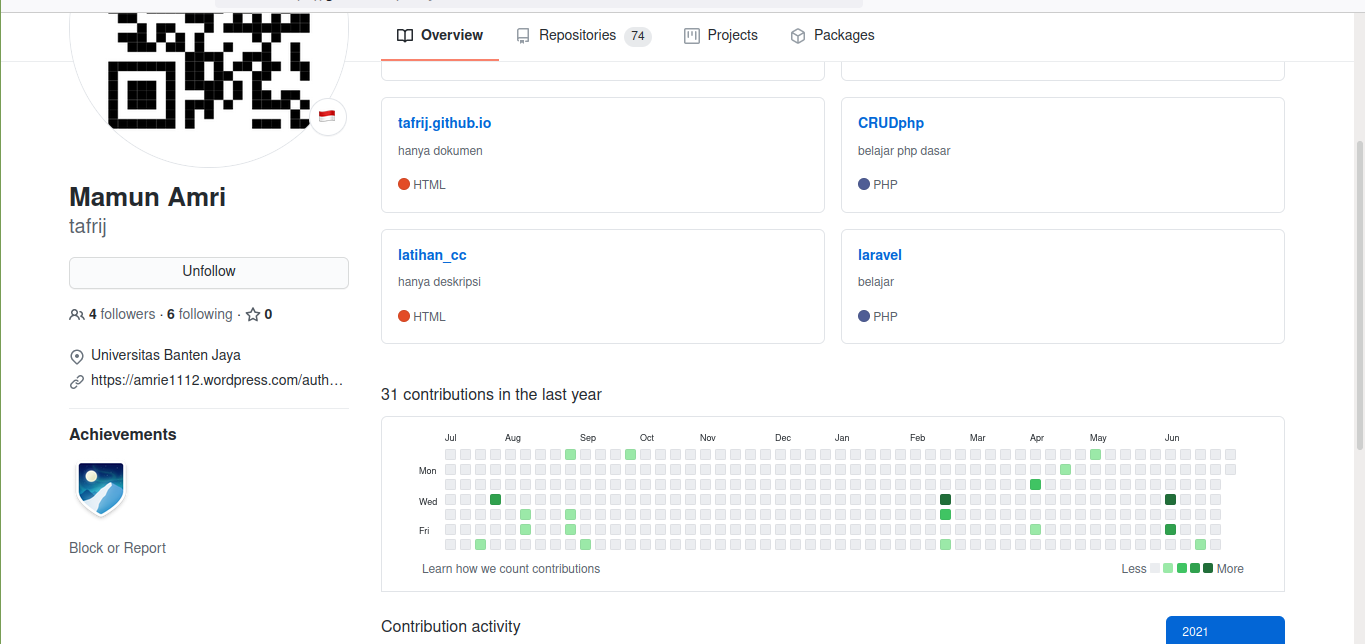 Overview
Repositories 74
Projects
Packages
Mamun Amri
tafrij
Unfollow
4 followers · 6 following · 0
Universitas Banten Jaya
https://amrie1112.wordpress.com/auth…
Achievements
Block or Report
tafrij.github.io
hanya dokumen
HTML
CRUDphp
belajar php dasar
PHP
latihan_cc
hanya deskripsi
HTML
laravel
belajar
PHP
31 contributions in the last year
Jul Aug Sep Oct Nov Dec Jan Feb Mar Apr May Jun
Mon
Wed
Fri
Learn how we count contributions
Less More
Contribution activity
2021